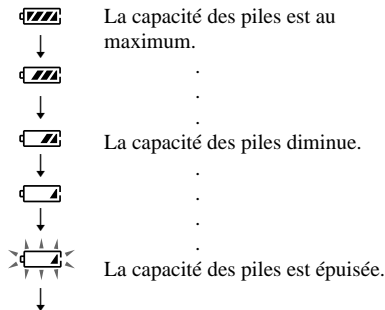 La capacité des piles est au
maximum.
.
.
.
La capacité des piles diminue.
.
.
.
.
La capacité des piles est épuisée.